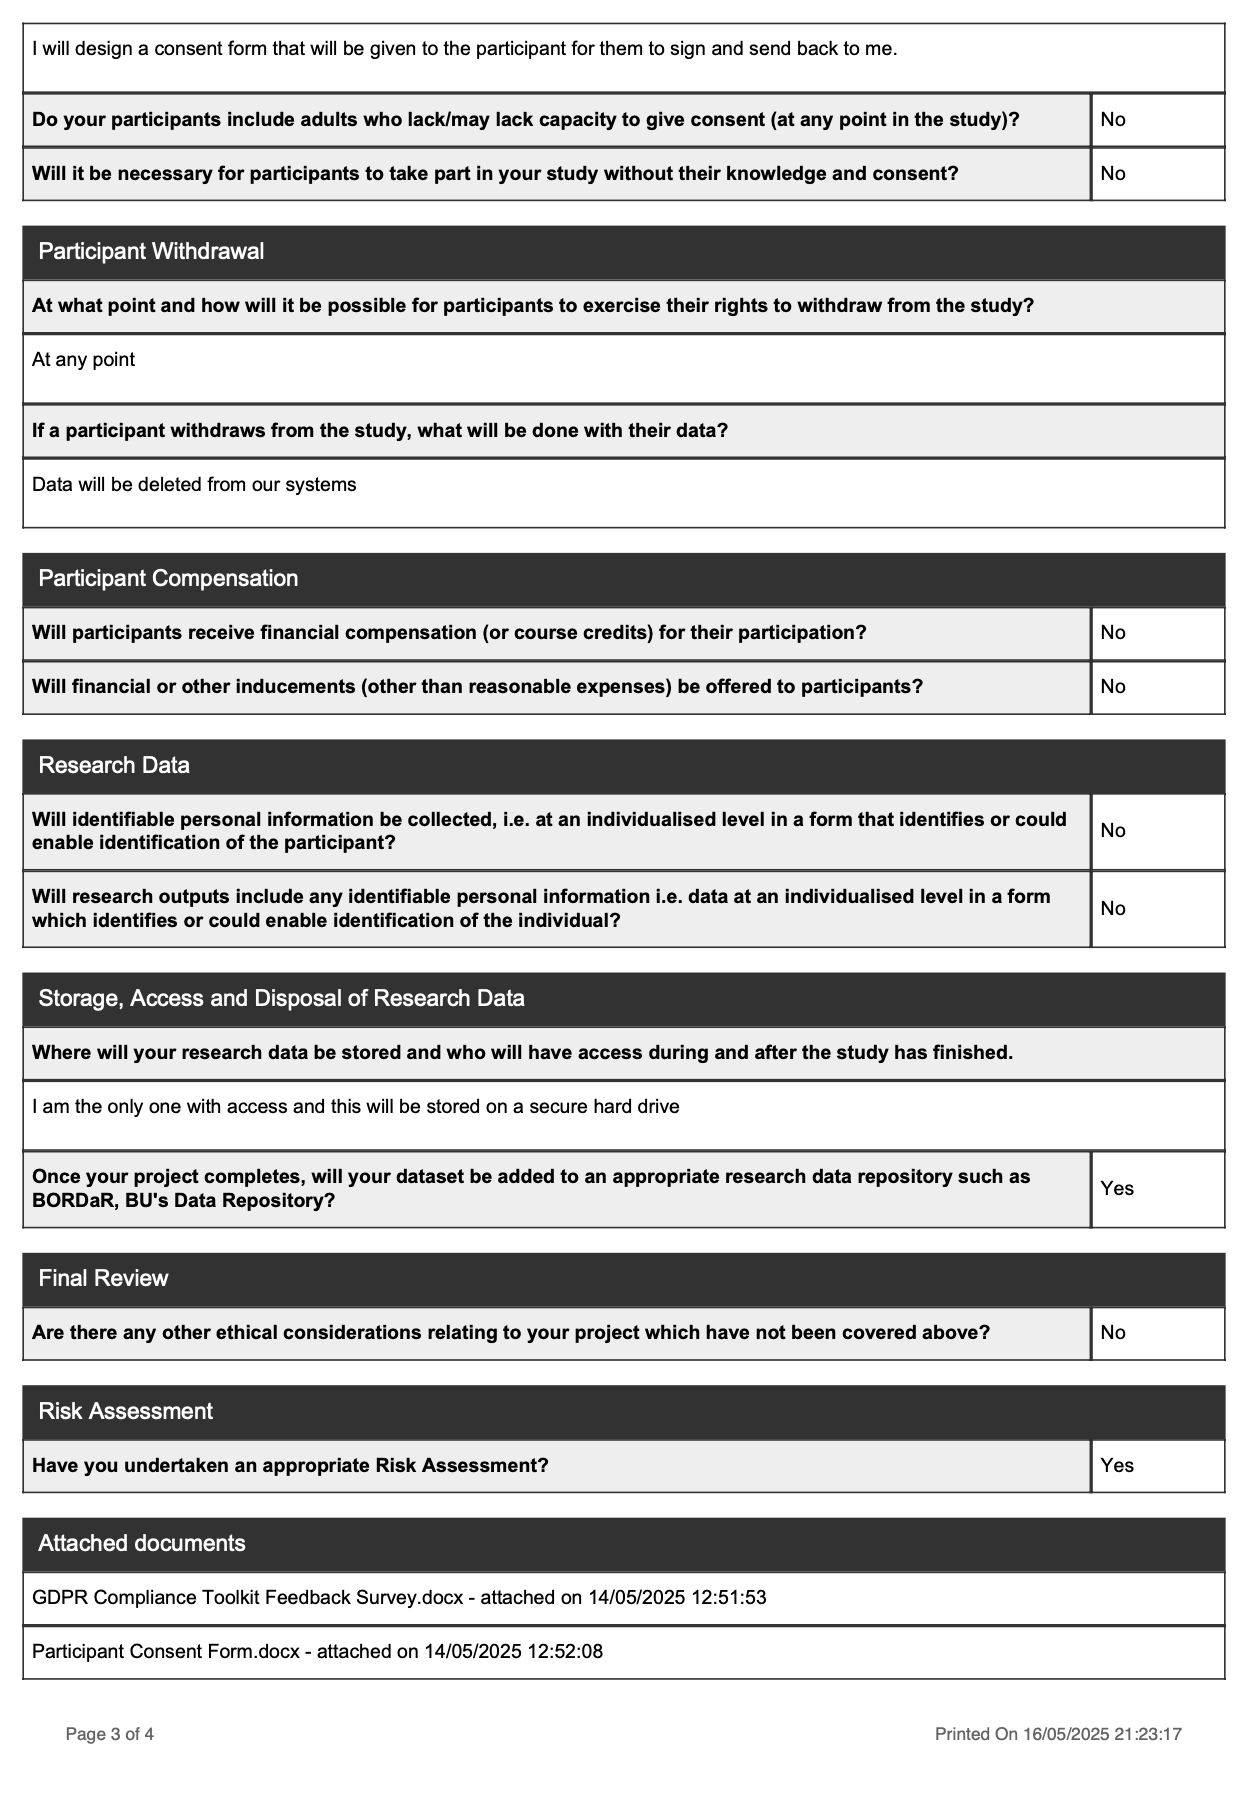 I will design a consent form that will be given to the participant for them to sign and send back to me.
Do your participants include adults who lack/may lack capacity to give consent (at any point in the study)?
No
Will it be necessary for participants to take part in your study without their knowledge and consent?
No
Participant Withdrawal
At what point and how will it be possible for participants to exercise their rights to withdraw from the study?
At any point
If a participant withdraws from the study, what will be done with their data?
Data will be deleted from our systems
Participant Compensation
Will participants receive financial compensation (or course credits) for their participation?
No
Will financial or other inducements (other than reasonable expenses) be offered to participants?
No
Research Data
Will identifiable personal information be collected, i.e. at an individualised level in a form that identifies or could
enable identification of the participant?
No
Will research outputs include any identifiable personal information i.e. data at an individualised level in a form
which identifies or could enable identification of the individual?
No
Storage, Access and Disposal of Research Data
Where will your research data be stored and who will have access during and after the study has finished.
I am the only one with access and this will be stored on a secure hard drive
Once your project completes, will your dataset be added to an appropriate research data repository such as
BORDaR, BU's Data Repository?
Yes
Final Review
Are there any other ethical considerations relating to your project which have not been covered above?
No
Risk Assessment
Have you undertaken an appropriate Risk Assessment?
Yes
Attached documents
GDPR Compliance Toolkit Feedback Survey.docx - attached on 14/05/2025 12:51:53
Participant Consent Form.docx - attached on 14/05/2025 12:52:08
Page 3 of 4
Printed On 16/05/2025 21:23:17